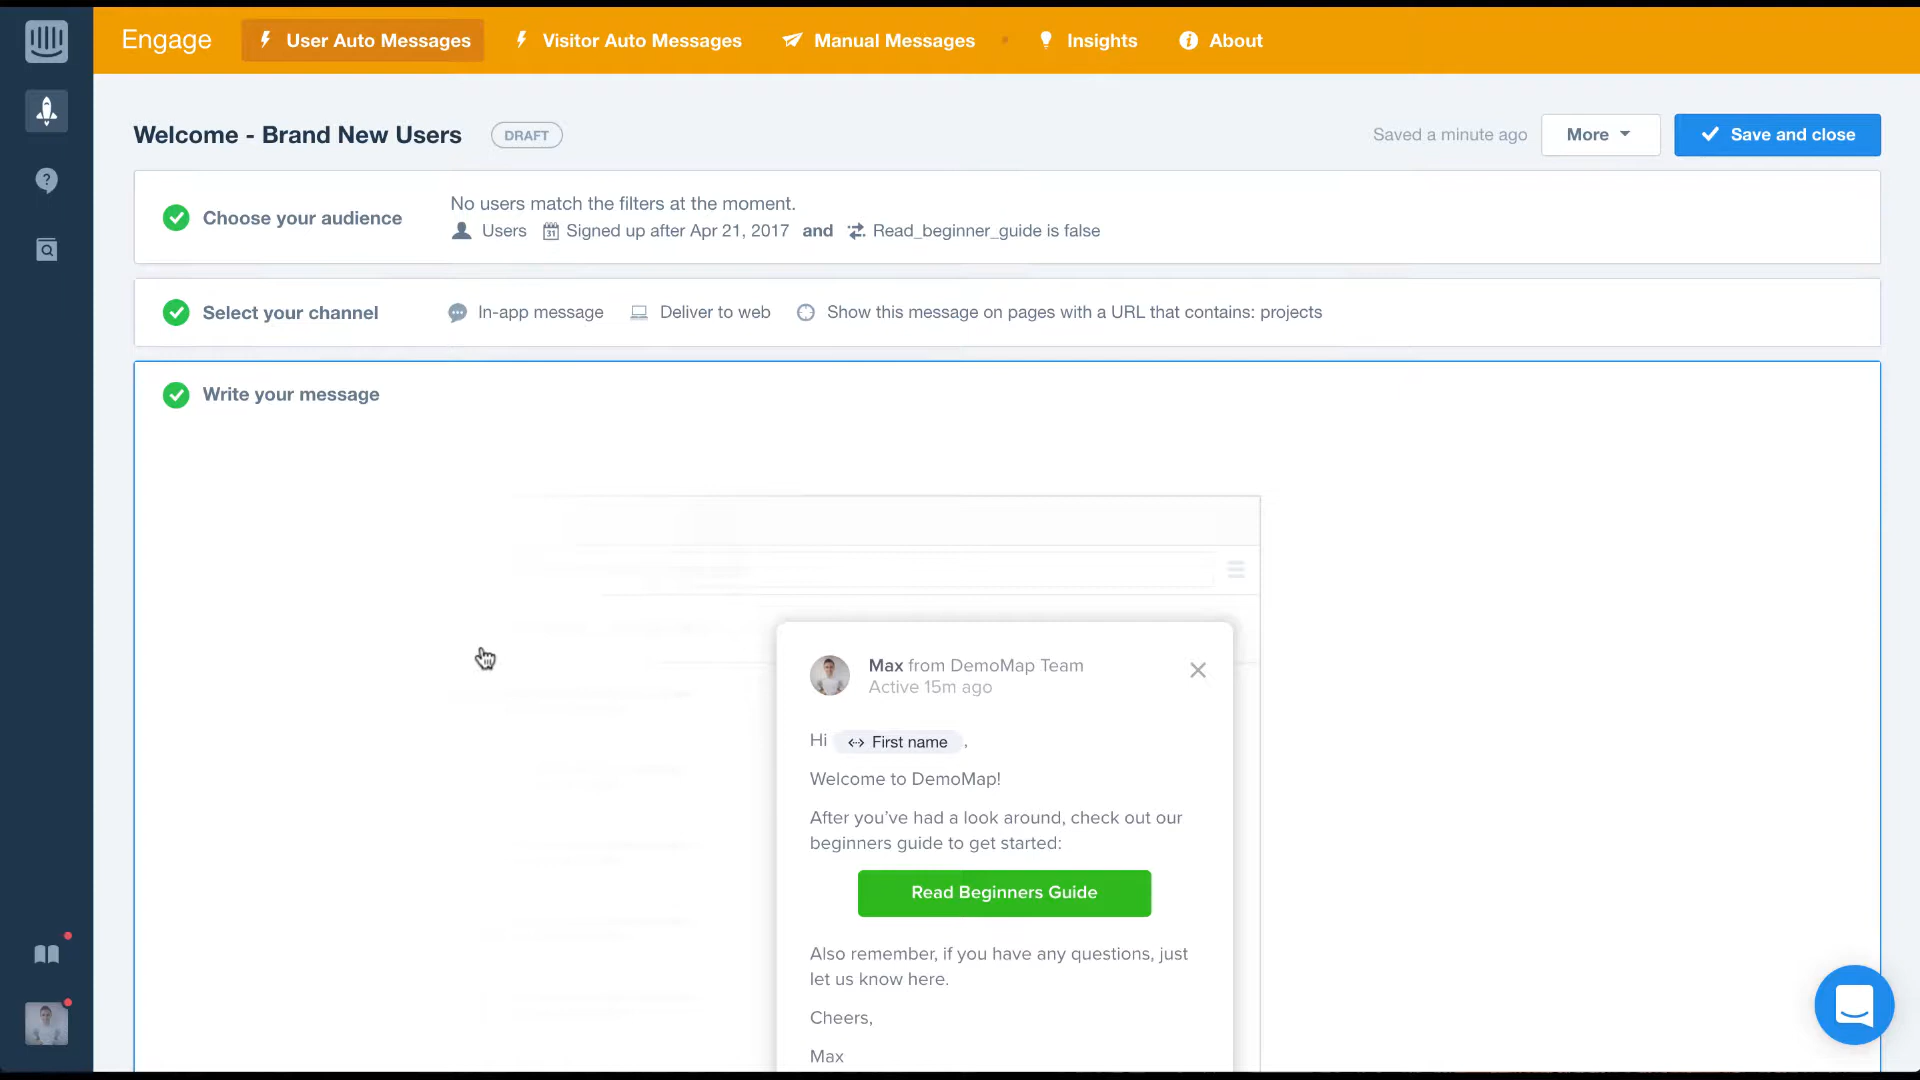 Engage User Auto Messages Visitor Auto Messages Manual Messages Insights About
Welcome - Brand New Users DRAFT Saved a minute ago More Save and close
Choose your audience
No users match the filters at the moment.
Users 31 Signed up after Apr 21, 2017 and Read_beginner_guide is false
Select your channel In-app message Deliver to web Show this message on pages with a URL that contains: projects
Write your message
Max from DemoMap Team
Active 15m ago
Hi First name ,
Welcome to DemoMap!
After you've had a look around, check out our
beginners guide to get started:
Read Beginners Guide
Also remember, if you have any questions, just
let us know here.
Cheers,
Max